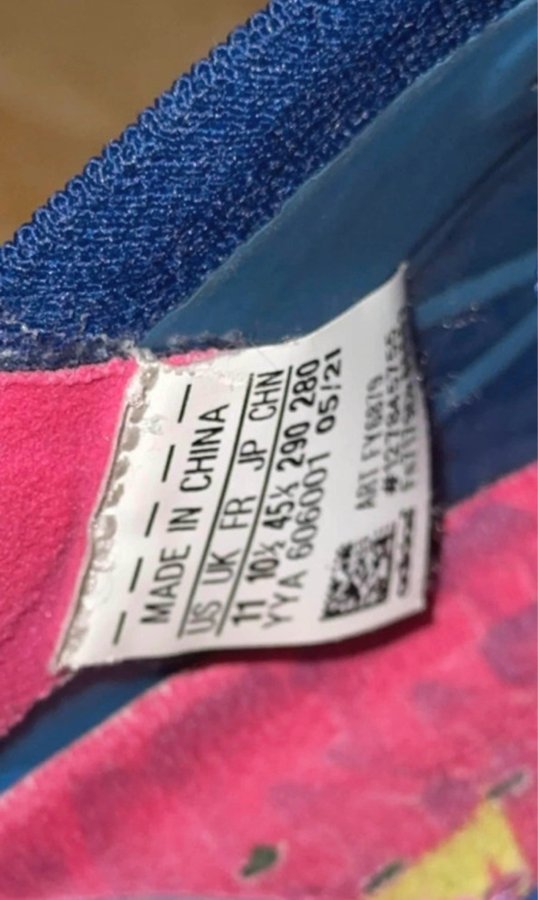 MADE IN CHINA
US UK FR JP CHN
11 10½ 45⅓ 290 280
YYA 606001 05/21
ART FY6879
adidas